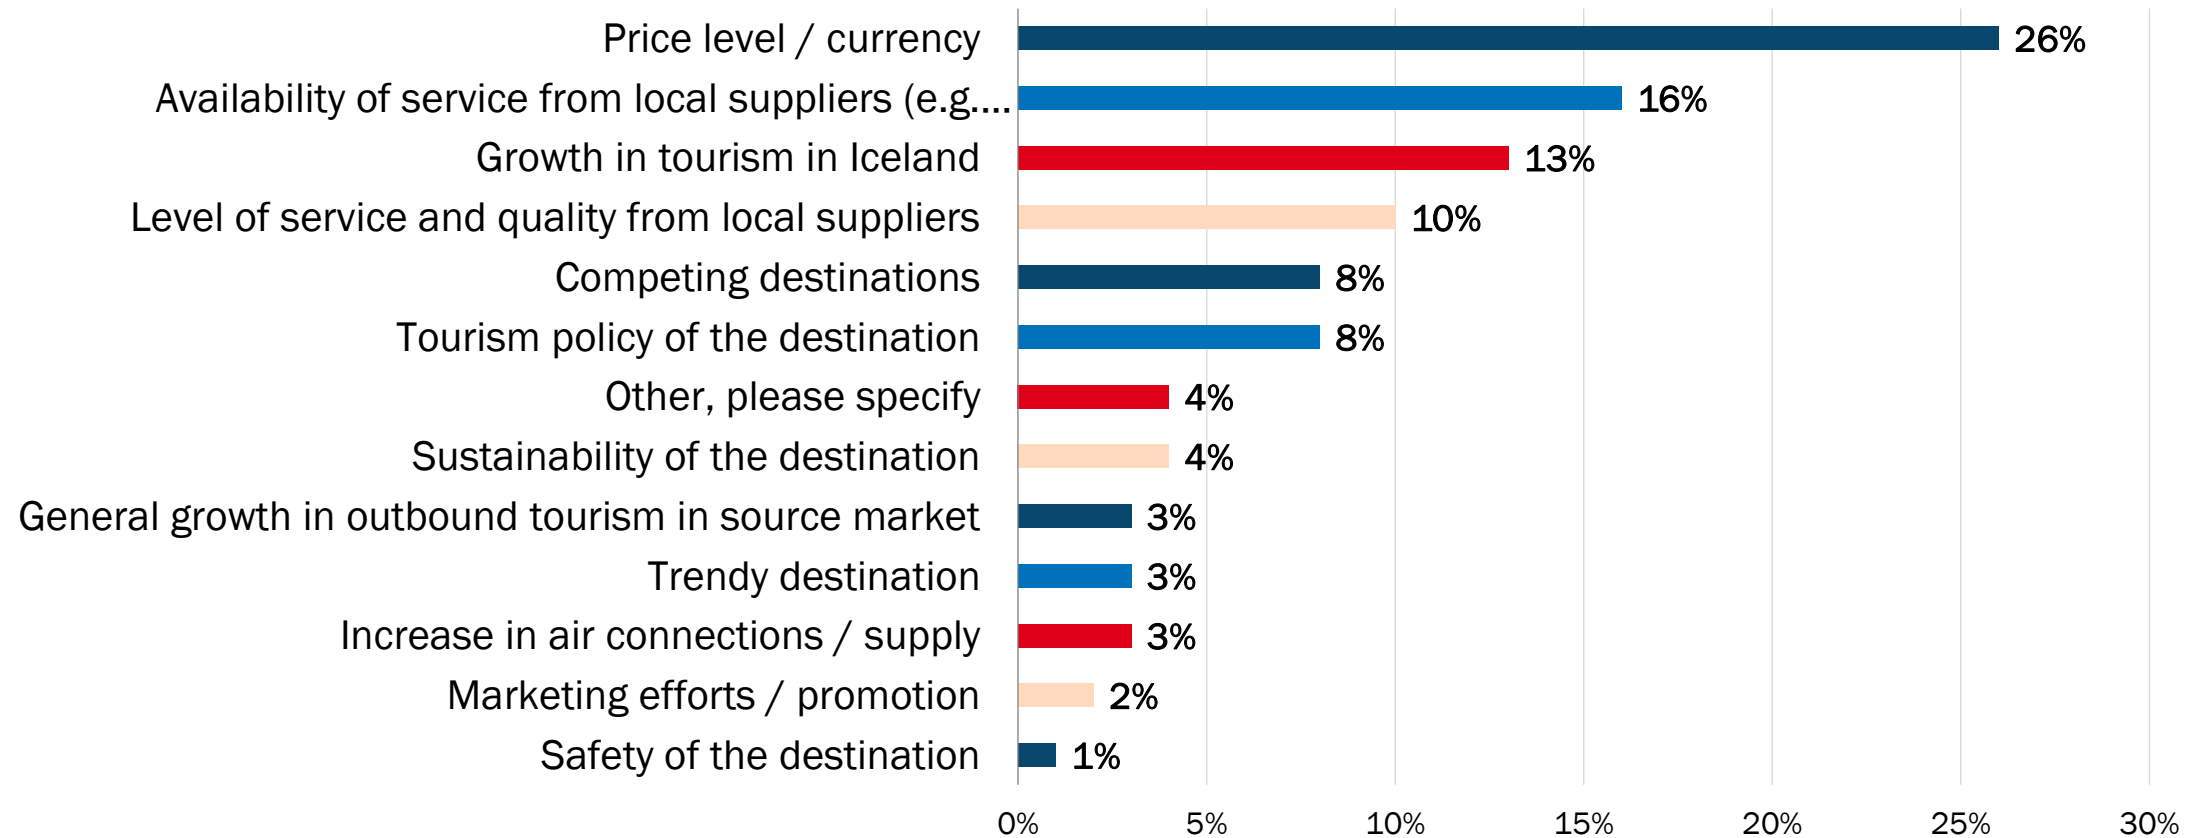 Price level / currency 26%
Availability of service from local suppliers (e.g.... 16%
Growth in tourism in Iceland 13%
Level of service and quality from local suppliers 10%
Competing destinations 8%
Tourism policy of the destination 8%
Other, please specify 4%
Sustainability of the destination 4%
General growth in outbound tourism in source market 3%
Trendy destination 3%
Increase in air connections / supply 3%
Marketing efforts / promotion 2%
Safety of the destination 1%
0% 5% 10% 15% 20% 25% 30%